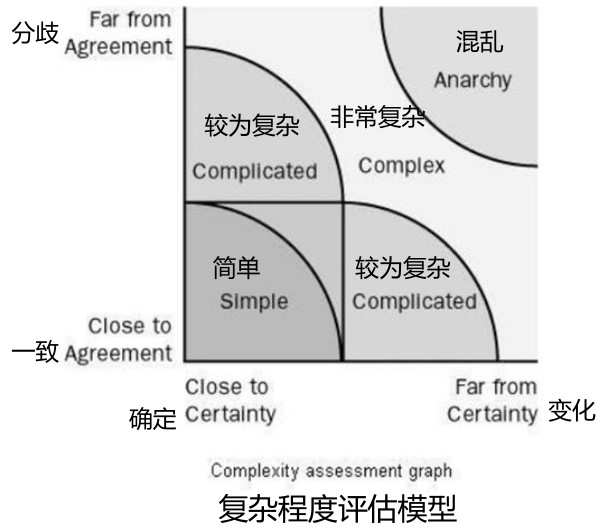 分歧
Far from
Agreement
混乱
Anarchy
较为复杂
Complicated
非常复杂
Complex
简单
Simple
较为复杂
Complicated
一致
Close to
Agreement
确定
Close to
Certainty
Far from
Certainty
变化
Complexity assessment graph
复杂程度评估模型